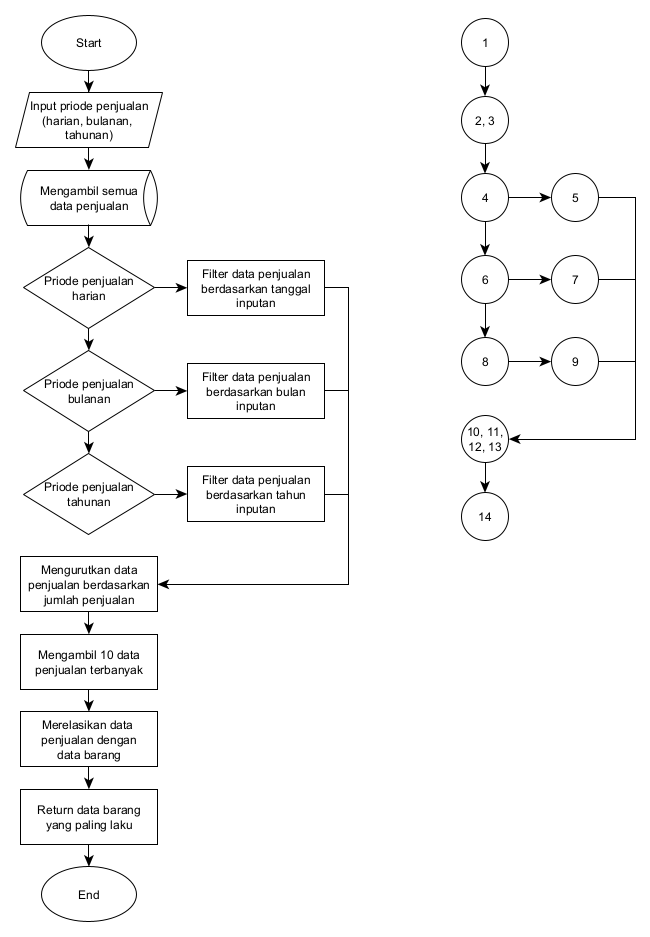 Start
Input priode penjualan
(harian, bulanan,
tahunan)
Mengambil semua
data penjualan
Priode penjualan
harian
Filter data penjualan
berdasarkan tanggal
inputan
Priode penjualan
bulanan
Filter data penjualan
berdasarkan bulan
inputan
Priode penjualan
tahunan
Filter data penjualan
berdasarkan tahun
inputan
Mengurutkan data
penjualan berdasarkan
jumlah penjualan
Mengambil 10 data
penjualan terbanyak
Merelasikan data
penjualan dengan
data barang
Return data barang
yang paling laku
End
1
2, 3
4
5
6
7
8
9
10, 11,
12, 13
14